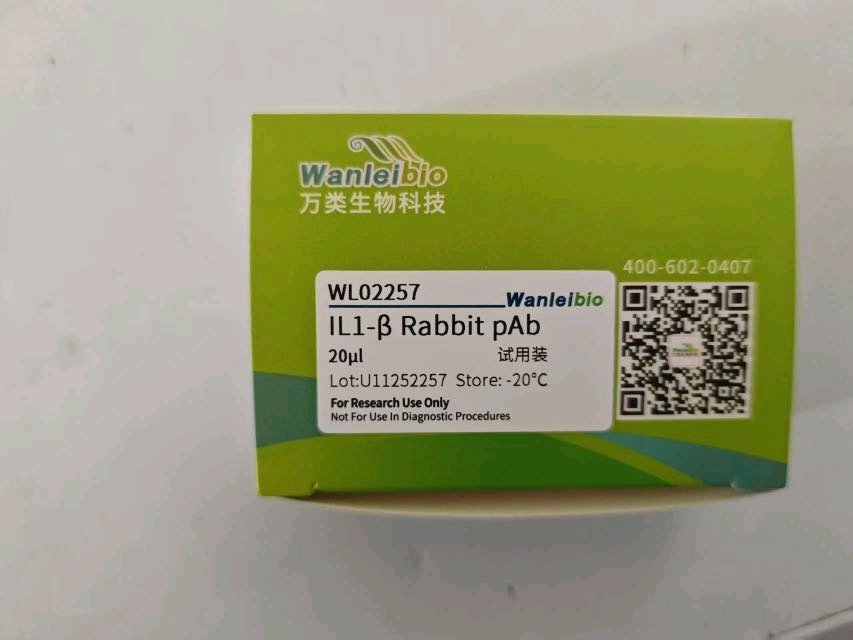 Wanleibio
万类生物科技
400-602-0407
WL02257
Wanleibio
IL1-β Rabbit pAb
20μl 试用装
Lot:U11252257 Store: -20°C
For Research Use Only
Not For Use In Diagnostic Procedures